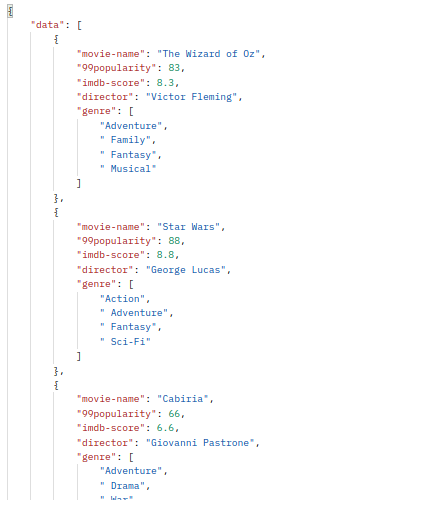 {
"data": [
{
"movie-name": "The Wizard of Oz",
"99popularity": 83,
"imdb-score": 8.3,
"director": "Victor Fleming",
"genre": [
"Adventure",
" Family",
" Fantasy",
" Musical"
]
},
{
"movie-name": "Star Wars",
"99popularity": 88,
"imdb-score": 8.8,
"director": "George Lucas",
"genre": [
"Action",
" Adventure",
" Fantasy",
" Sci-Fi"
]
},
{
"movie-name": "Cabiria",
"99popularity": 66,
"imdb-score": 6.6,
"director": "Giovanni Pastrone",
"genre": [
"Adventure",
" Drama",
" War"